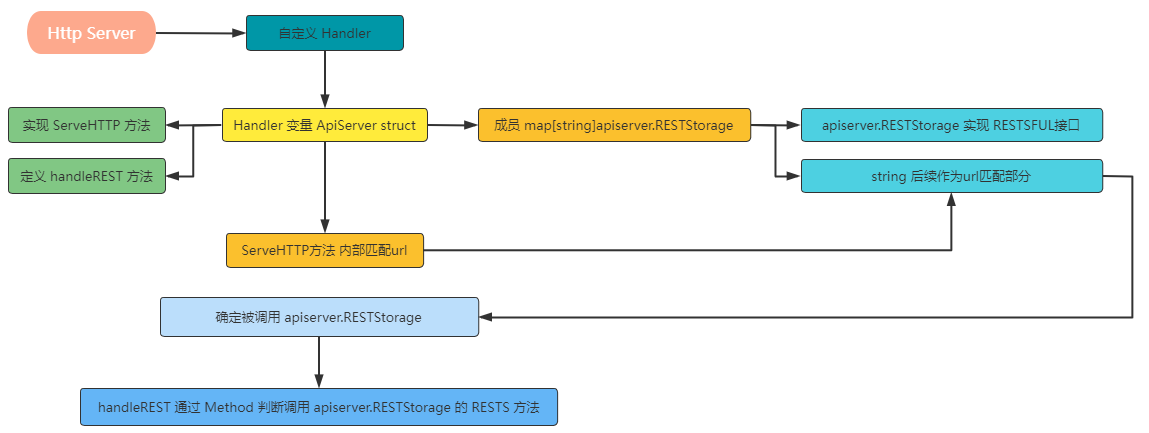 Http Server
自定义 Handler
实现 ServeHTTP 方法
Handler 变量 ApiServer struct
成员 map[string]apiserver.RESTStorage
apiserver.RESTStorage 实现 RESTSFUL接口
定义 handleREST 方法
string 后续作为url匹配部分
ServeHTTP方法 内部匹配url
确定被调用 apiserver.RESTStorage
handleREST 通过 Method 判断调用 apiserver.RESTStorage 的 RESTS 方法